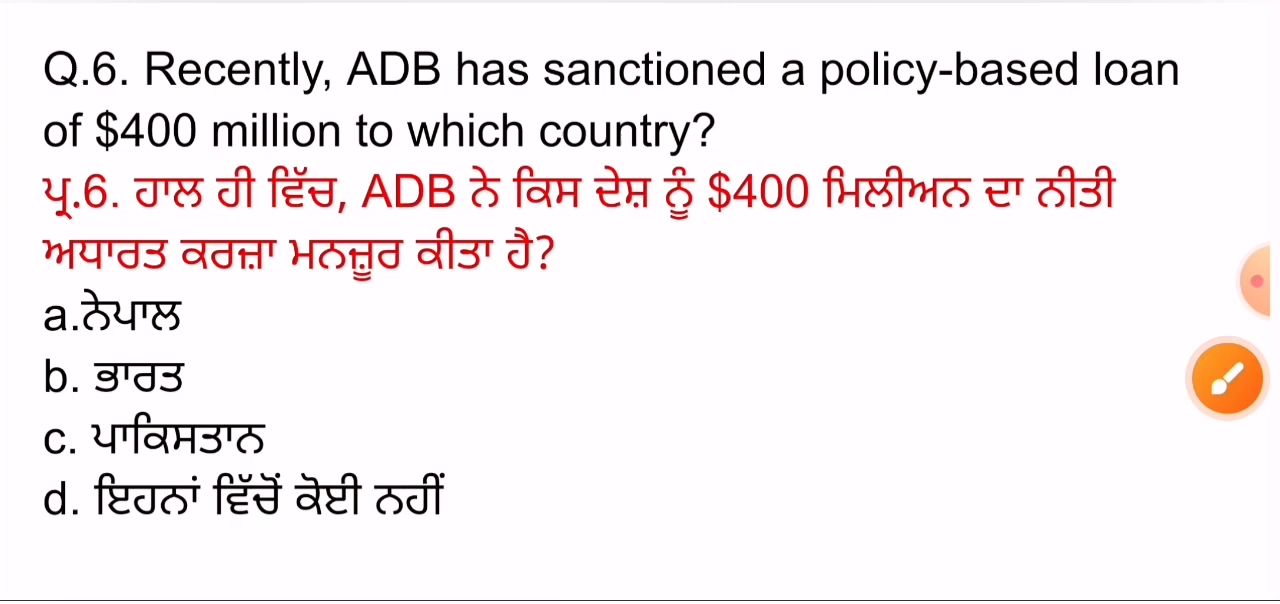 Q.6. Recently, ADB has sanctioned a policy-based loan
of $400 million to which country?
ਪ੍ਰ.6. ਹਾਲ ਹੀ ਵਿੱਚ, ADB ਨੇ ਕਿਸ ਦੇਸ਼ ਨੂੰ $400 ਮਿਲੀਅਨ ਦਾ ਨੀਤੀ
ਅਧਾਰਤ ਕਰਜ਼ਾ ਮਨਜ਼ੂਰ ਕੀਤਾ ਹੈ?
a.ਨੇਪਾਲ
b. ਭਾਰਤ
c. ਪਾਕਿਸਤਾਨ
d. ਇਹਨਾਂ ਵਿੱਚੋਂ ਕੋਈ ਨਹੀਂ